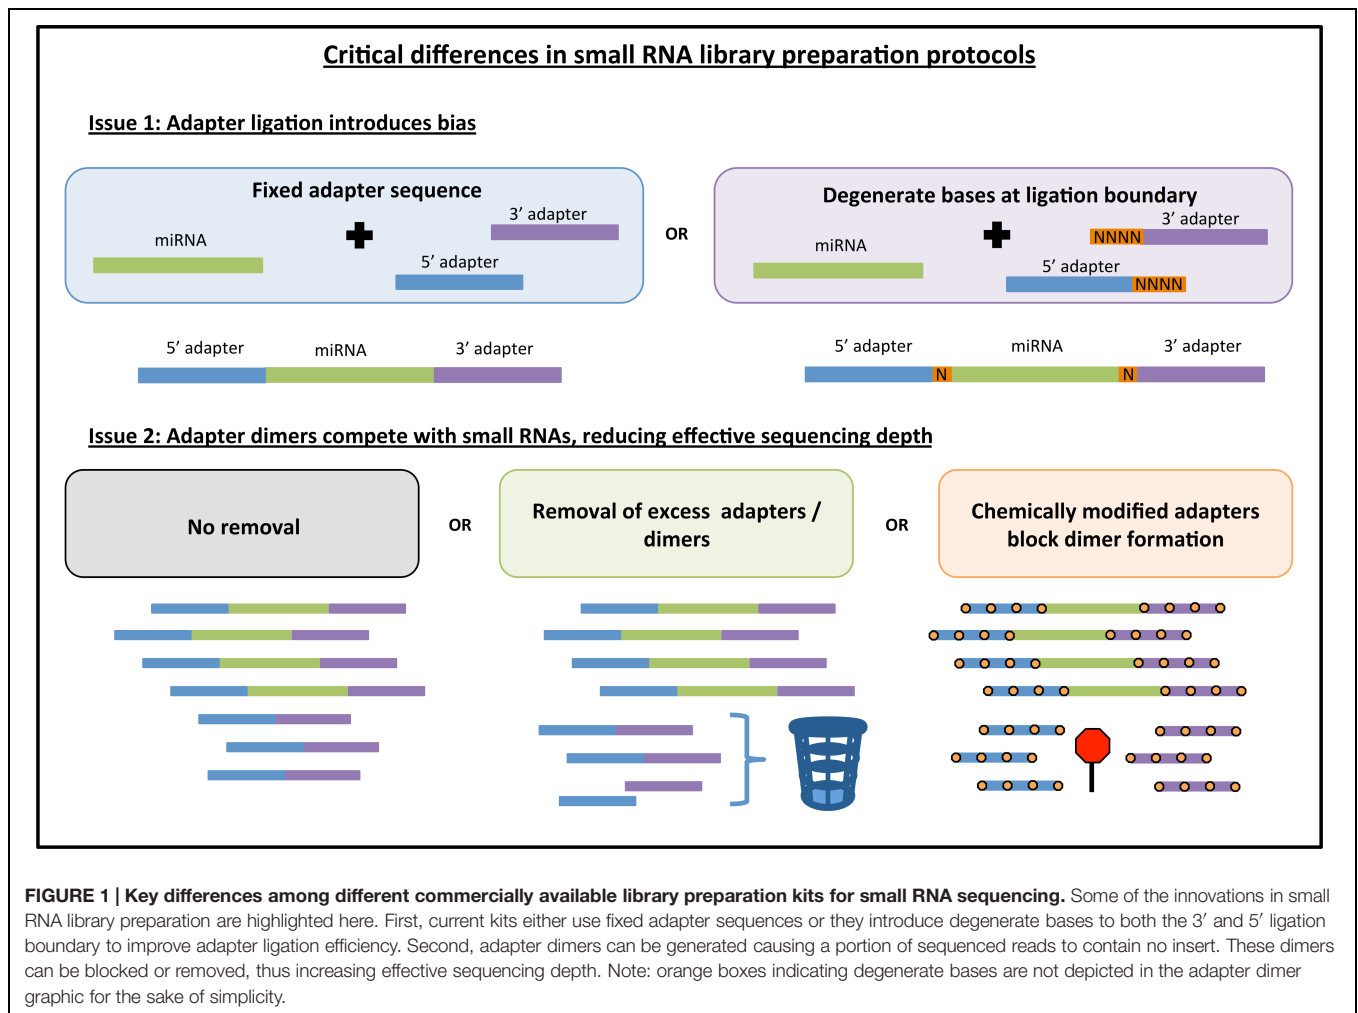 Critical differences in small RNA library preparation protocols
Issue 1: Adapter ligation introduces bias
Fixed adapter sequence
3′ adapter
miRNA
5′ adapter
OR
Degenerate bases at ligation boundary
3′ adapter
NNNN
miRNA
5′ adapter
NNNN
5′ adapter miRNA 3′ adapter
5′ adapter miRNA 3′ adapter
N N
Issue 2: Adapter dimers compete with small RNAs, reducing effective sequencing depth
No removal
OR
Removal of excess adapters /
dimers
OR
Chemically modified adapters
block dimer formation
FIGURE 1 | Key differences among different commercially available library preparation kits for small RNA sequencing. Some of the innovations in small
RNA library preparation are highlighted here. First, current kits either use fixed adapter sequences or they introduce degenerate bases to both the 3′ and 5′ ligation
boundary to improve adapter ligation efficiency. Second, adapter dimers can be generated causing a portion of sequenced reads to contain no insert. These dimers
can be blocked or removed, thus increasing effective sequencing depth. Note: orange boxes indicating degenerate bases are not depicted in the adapter dimer
graphic for the sake of simplicity.